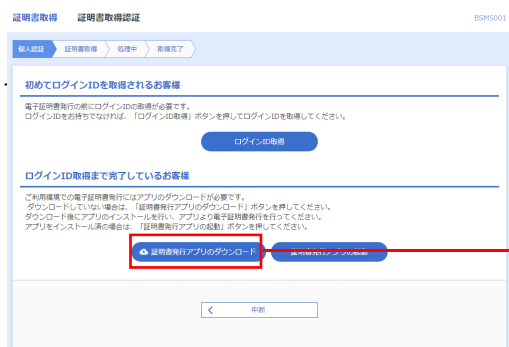 証明書取得 証明書取得認証 BSMS001
個人認証 証明書取得 処理中 取得完了
初めてログインIDを取得されるお客様
電子証明書発行の前にログインIDの取得が必要です。
ログインIDをお持ちでなければ、「ログインID取得」ボタンを押してログインIDを取得してください。
ログインID取得
ログインID取得まで完了しているお客様
ご利用環境での電子証明書発行にはアプリのダウンロードが必要です。
ダウンロードしていない場合は、「証明書発行アプリのダウンロード」ボタンを押してください。
ダウンロード後にアプリのインストールを行い、アプリより電子証明書発行を行ってください。
アプリをインストール済の場合は、「証明書発行アプリの起動」ボタンを押してください。
証明書発行アプリのダウンロード 証明書発行アプリの起動
中断